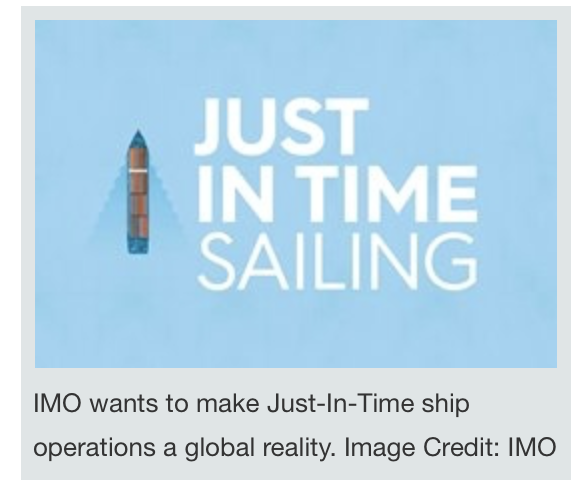 JUST
IN TIME
SAILING
IMO wants to make Just-In-Time ship
operations a global reality. Image Credit: IMO